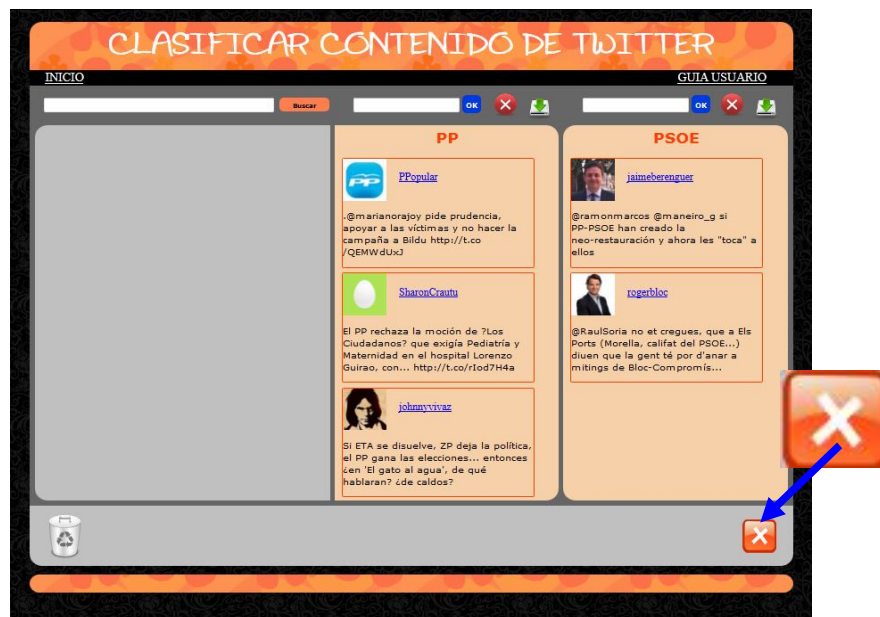 CLASIFICAR CONTENIDO DE TWITTER
INICIO
GUIA USUARIO
Buscar
OK
OK
PP
PPopular
.@marianorajoy pide prudencia,
apoyar a las víctimas y no hacer la
campaña a Bildu http://t.co
/QEMWdUxJ
SharonCrautu
El PP rechaza la moción de ?Los
Ciudadanos? que exigía Pediatría y
Maternidad en el hospital Lorenzo
Guirao, con... http://t.co/rIod7H4a
johnnyvivaz
Si ETA se disuelve, ZP deja la política,
el PP gana las elecciones... entonces
¿en 'El gato al agua', de qué
hablaran? ¿de caldos?
PSOE
jaimeberenguer
@ramonmarcos @maneiro_g si
PP-PSOE han creado la
neo-restauración y ahora les "toca" a
ellos
rogerbloc
@RaulSoria no et cregues, que a Els
Ports (Morella, califat del PSOE...)
diuen que la gent té por d'anar a
mitings de Bloc-Compromís...